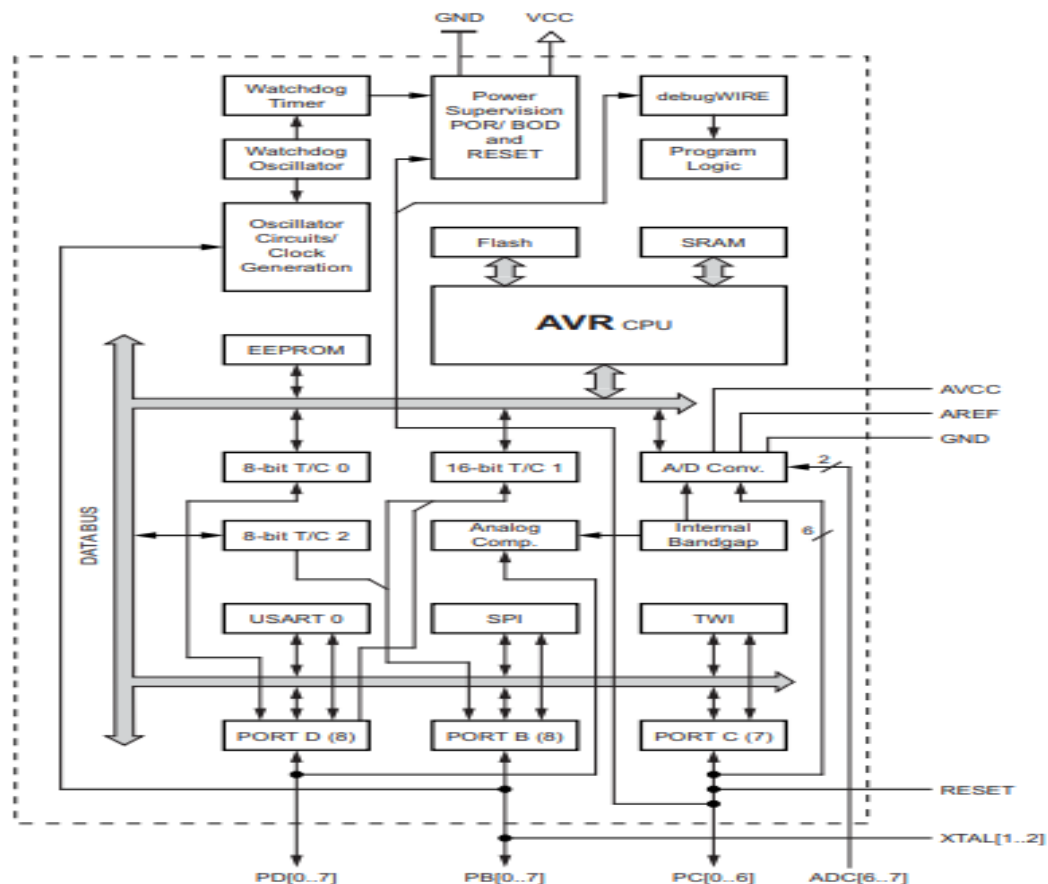 GND
VCC
Watchdog
Timer
Power
Supervision
POR/ BOD
and
RESET
debugWIRE
Watchdog
Oscillator
Program
Logic
Oscillator
Circuits/
Clock
Generation
Flash
SRAM
AVR CPU
EEPROM
AVCC
AREF
GND
8-bit T/C 0
16-bit T/C 1
A/D Conv.
2
DATABUS
8-bit T/C 2
Analog
Comp.
Internal
Bandgap
6
USART 0
SPI
TWI
PORT D (8)
PORT B (8)
PORT C (7)
RESET
XTAL[1..2]
PD[0..7]
PB[0..7]
PC[0..6]
ADC[6..7]